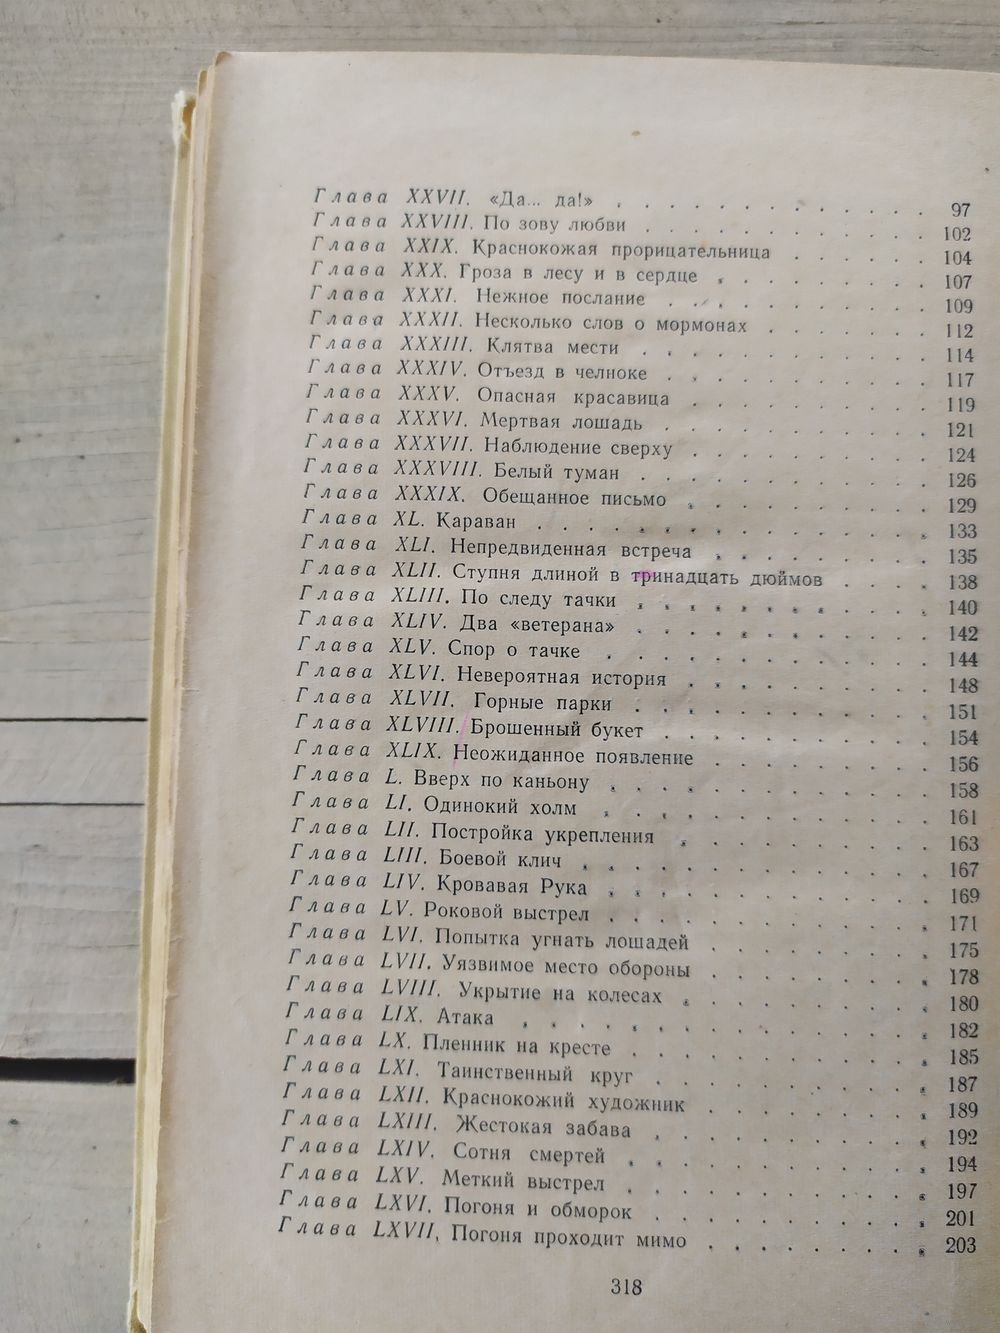 Глава XXVII. «Да... да!» . . . . . . . . . . . . . 97
Глава XXVIII. По зову любви . . . . . . . . . . . 102
Глава XXIX. Краснокожая прорицательница . . . . . . 104
Глава XXX. Гроза в лесу и в сердце . . . . . . . . . 107
Глава XXXI. Нежное послание . . . . . . . . . . . 109
Глава XXXII. Несколько слов о мормонах . . . . . . . 112
Глава XXXIII. Клятва мести . . . . . . . . . . . . 114
Глава XXXIV. Отъезд в челноке . . . . . . . . . . . 117
Глава XXXV. Опасная красавица . . . . . . . . . . 119
Глава XXXVI. Мертвая лошадь . . . . . . . . . . . 121
Глава XXXVII. Наблюдение сверху . . . . . . . . . . 124
Глава XXXVIII. Белый туман . . . . . . . . . . . . 126
Глава XXXIX. Обещанное письмо . . . . . . . . . . 129
Глава XL. Караван . . . . . . . . . . . . . . . . 133
Глава XLI. Непредвиденная встреча . . . . . . . . . 135
Глава XLII. Ступня длиной в тринадцать дюймов . . . . 138
Глава XLIII. По следу тачки . . . . . . . . . . . . 140
Глава XLIV. Два «ветерана» . . . . . . . . . . . . 142
Глава XLV. Спор о тачке . . . . . . . . . . . . . 144
Глава XLVI. Невероятная история . . . . . . . . . . 148
Глава XLVII. Горные парки . . . . . . . . . . . . 151
Глава XLVIII. Брошенный букет . . . . . . . . . . . 154
Глава XLIX. Неожиданное появление . . . . . . . . . 156
Глава L. Вверх по каньону . . . . . . . . . . . . . 158
Глава LI. Одинокий холм . . . . . . . . . . . . . 161
Глава LII. Постройка укрепления . . . . . . . . . . 163
Глава LIII. Боевой клич . . . . . . . . . . . . . . 167
Глава LIV. Кровавая Рука . . . . . . . . . . . . . 169
Глава LV. Роковой выстрел . . . . . . . . . . . . . 171
Глава LVI. Попытка угнать лошадей . . . . . . . . . 175
Глава LVII. Уязвимое место обороны . . . . . . . . . 178
Глава LVIII. Укрытие на колесах . . . . . . . . . . 180
Глава LIX. Атака . . . . . . . . . . . . . . . . 182
Глава LX. Пленник на кресте . . . . . . . . . . . . 185
Глава LXI. Таинственный круг . . . . . . . . . . . 187
Глава LXII. Краснокожий художник . . . . . . . . . 189
Глава LXIII. Жестокая забава . . . . . . . . . . . 192
Глава LXIV. Сотня смертей . . . . . . . . . . . . 194
Глава LXV. Меткий выстрел . . . . . . . . . . . . 197
Глава LXVI. Погоня и обморок . . . . . . . . . . . 201
Глава LXVII. Погоня проходит мимо . . . . . . . . . 203
318